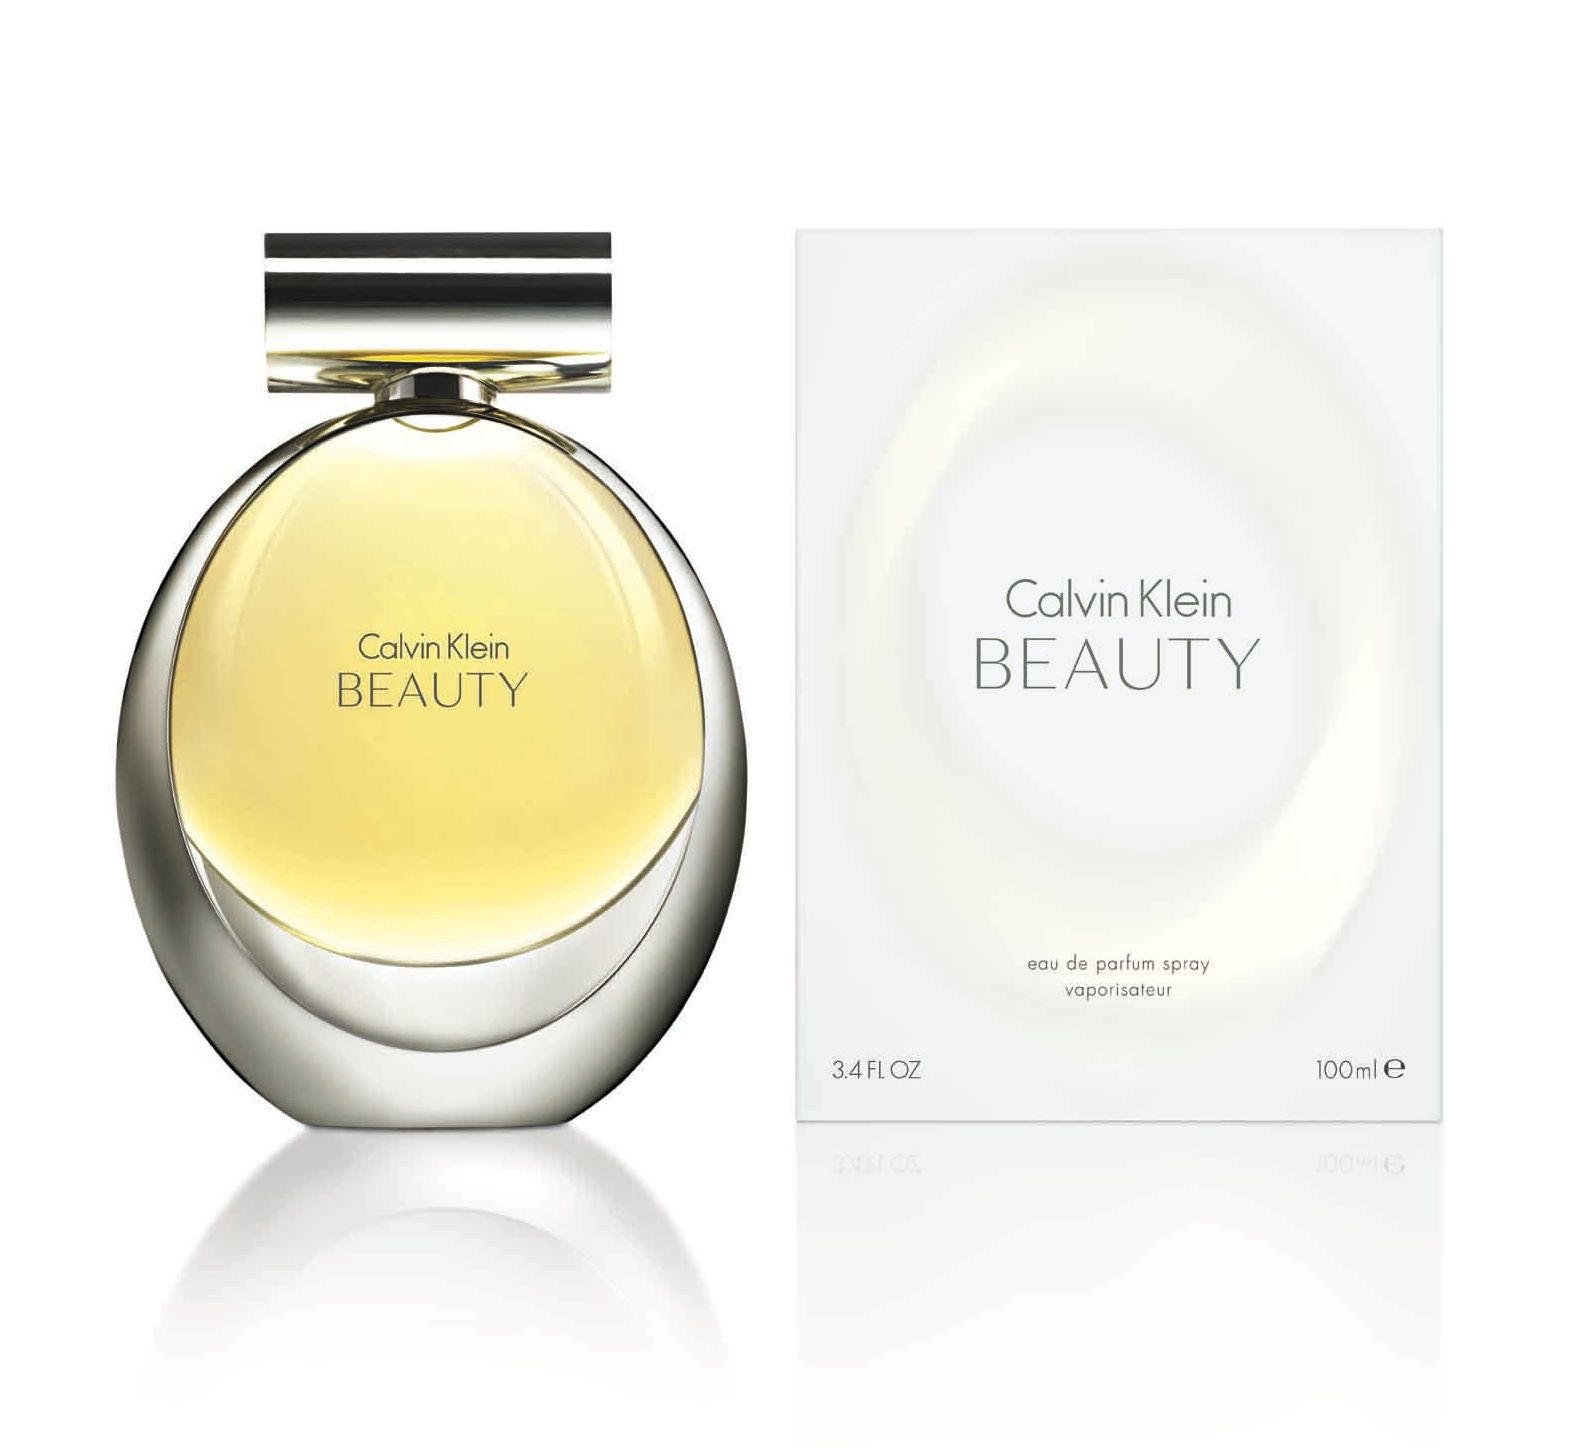 Calvin Klein
BEAUTY
Calvin Klein
BEAUTY
eau de parfum spray
vaporisateur
3.4 FL OZ
100ml ℮